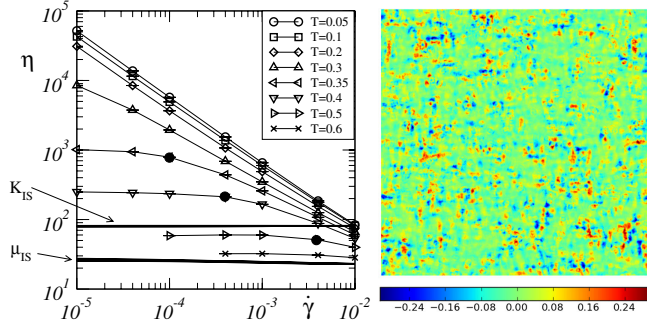 10^5
η
10^4
10^3
10^2
10^1
K_IS
μ_IS
T=0.05
T=0.1
T=0.2
T=0.3
T=0.35
T=0.4
T=0.5
T=0.6
10^-5 10^-4 10^-3 γ̇ 10^-2
−0.24 −0.16 −0.08 0.00 0.08 0.16 0.24